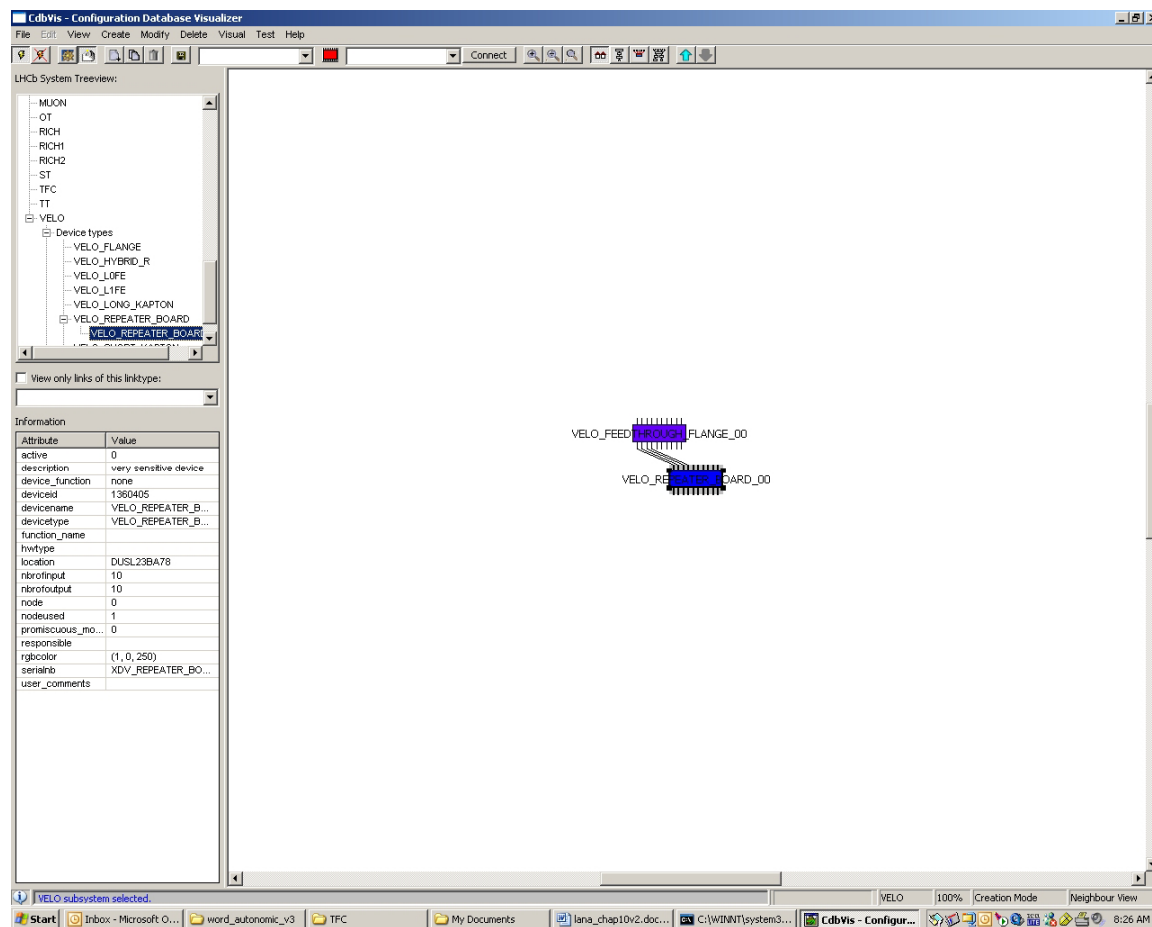 CdbVis - Configuration Database Visualizer
File Edit View Create Modify Delete Visual Test Help
Connect
LHCb System Treeview:
MUON
OT
RICH
RICH1
RICH2
ST
TFC
TT
VELO
Device types
VELO_FLANGE
VELO_HYBRID_R
VELO_L0FE
VELO_L1FE
VELO_LONG_KAPTON
VELO_REPEATER_BOARD
VELO_REPEATER_BOARD
View only links of this linktype:
Information
Attribute Value
active 0
description very sensitive device
device_function none
deviceid 1360405
devicename VELO_REPEATER_B...
devicetype VELO_REPEATER_B...
function_name
hwtype
location DUSL23BA78
nbrofinput 10
nbrofoutput 10
node 0
nodeused 1
promiscuous_mo... 0
responsible
rgbcolor (1, 0, 250)
serialnb XDV_REPEATER_BO...
user_comments
VELO_FEEDTHROUGH_FLANGE_00
VELO_REPEATER_BOARD_00
VELO subsystem selected.
VELO 100% Creation Mode Neighbour View
Start Inbox - Microsoft O... word_autonomic_v3 TFC My Documents lana_chap10v2.doc... C:\WINNT\system3... CdbVis - Configur... 8:26 AM